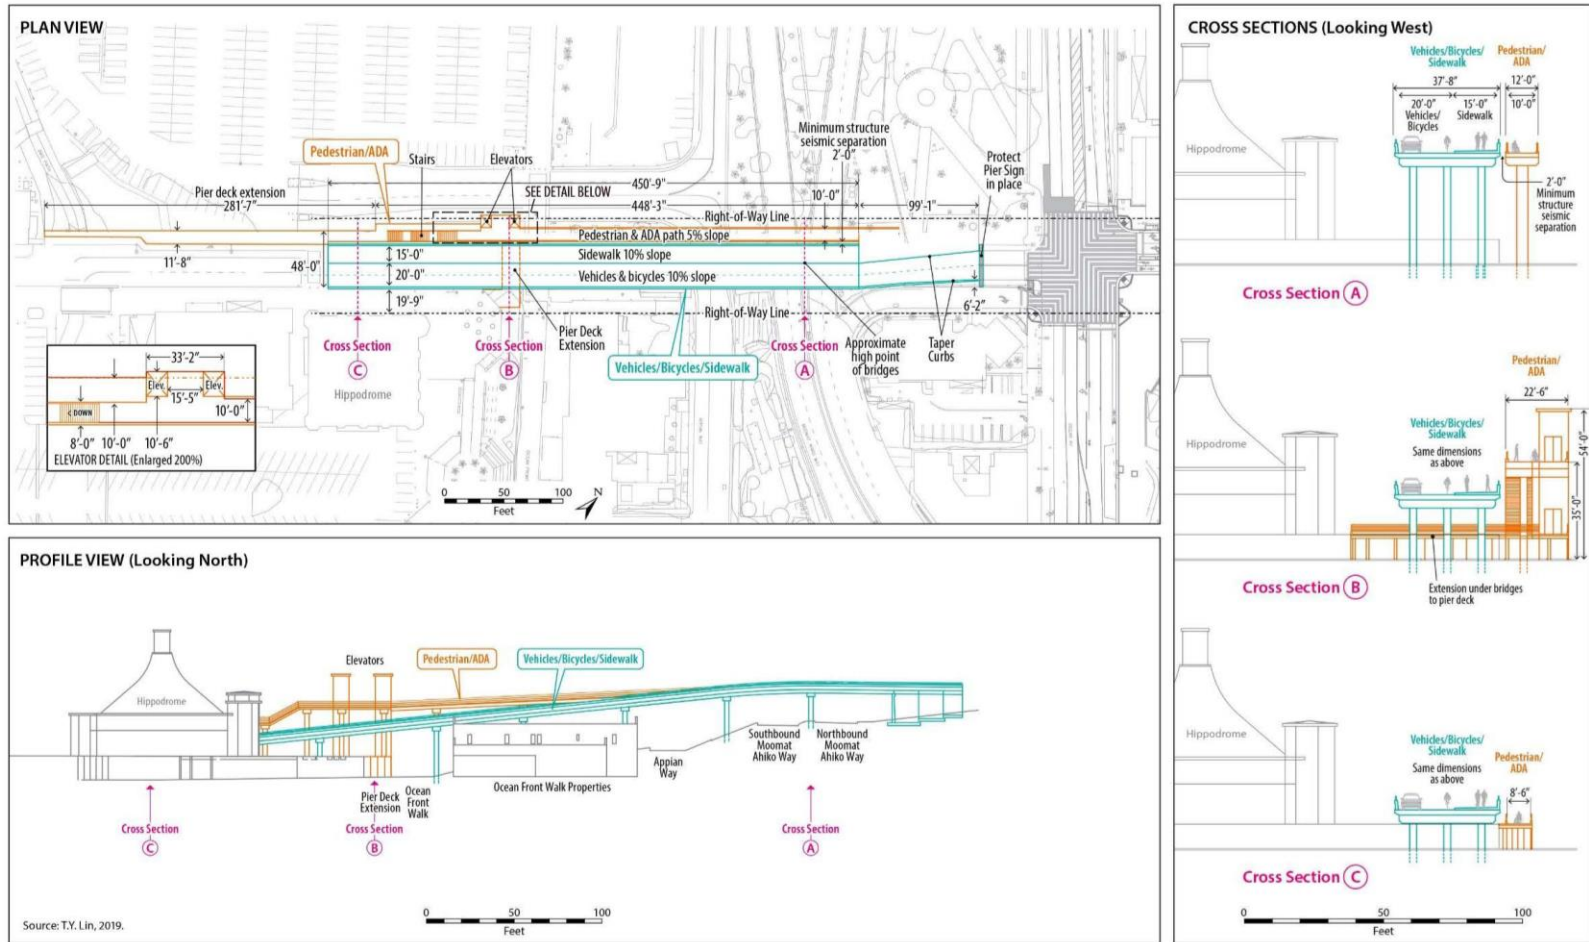 PLAN VIEW
Pedestrian/ADA
Stairs
Elevators
SEE DETAIL BELOW
Minimum structure
seismic separation
2'-0"
Protect
Pier Sign
in place
Pier deck extension
281'-7"
450'-9"
448'-3"
10'-0"
99'-1"
Right-of-Way Line
Pedestrian & ADA path 5% slope
11'-8"
48'-0"
15'-0"
Sidewalk 10% slope
20'-0"
Vehicles & bicycles 10% slope
19'-9"
6'-2"
Right-of-Way Line
Pier Deck
Extension
Cross Section
C
Cross Section
B
Cross Section
A
Approximate
high point
of bridges
Taper
Curbs
Vehicles/Bicycles/Sidewalk
Hippodrome
33'-2"
Elev.
Elev.
15'-5"
< DOWN
10'-0"
8'-0"
10'-0"
10'-6"
ELEVATOR DETAIL (Enlarged 200%)
0
50
100
Feet
N
PROFILE VIEW (Looking North)
Elevators
Pedestrian/ADA
Vehicles/Bicycles/Sidewalk
Hippodrome
Southbound
Moomat
Ahiko Way
Northbound
Moomat
Ahiko Way
Appian
Way
Ocean Front Walk Properties
Pier Deck
Extension
Ocean
Front
Walk
Cross Section
C
Cross Section
B
Cross Section
A
0
50
100
Feet
Source: T.Y. Lin, 2019.
CROSS SECTIONS (Looking West)
Vehicles/Bicycles/
Sidewalk
Pedestrian/
ADA
37'-8"
12'-0"
20'-0"
Vehicles/
Bicycles
15'-0"
Sidewalk
10'-0"
Hippodrome
2'-0"
Minimum
structure
seismic
separation
Cross Section A
Pedestrian/
ADA
22'-6"
Vehicles/Bicycles/
Sidewalk
Same dimensions
as above
Hippodrome
54'-0"
35'-0"
Extension under bridges
to pier deck
Cross Section B
Hippodrome
Vehicles/Bicycles/
Sidewalk
Same dimensions
as above
Pedestrian/
ADA
8'-6"
Cross Section C
0
50
100
Feet